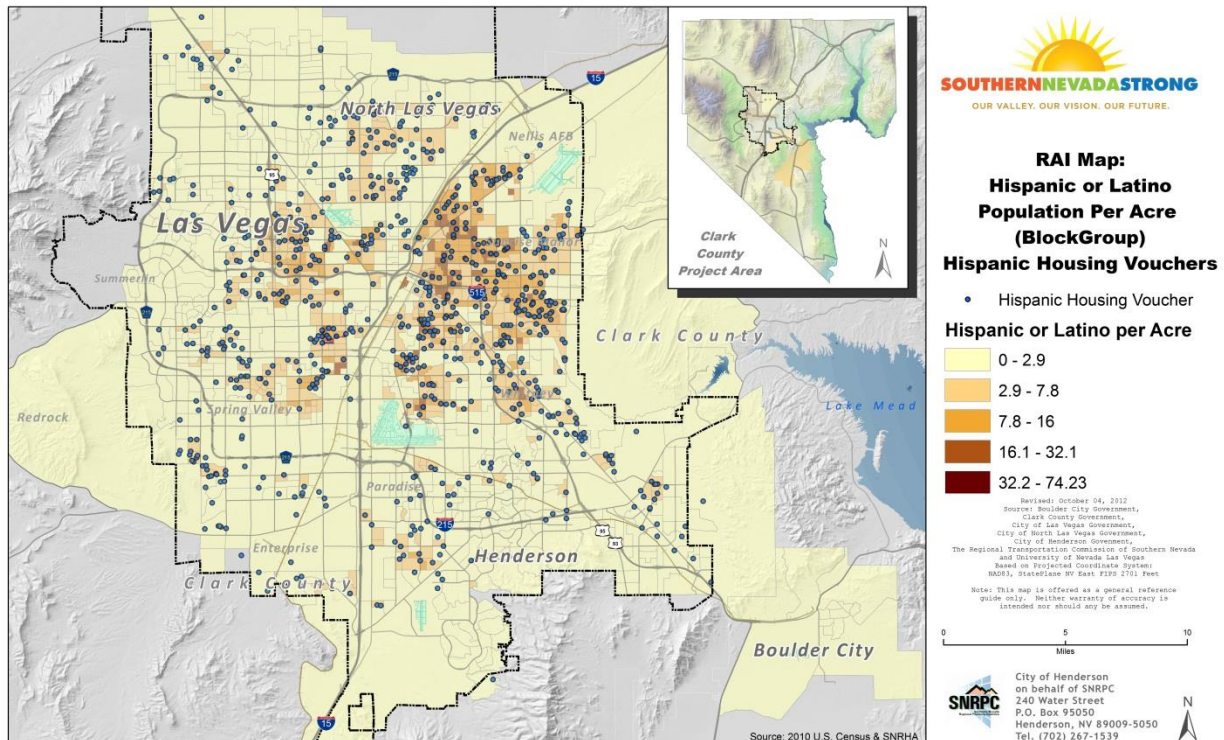 15
215
North Las Vegas
Nellis AFB
95
Las Vegas
Summerlin
515
Clark County
Redrock
Spring Valley
Lake Mead
Paradise
215
95
93
Enterprise
Henderson
Clark County
Boulder City
15
Source: 2010 U.S. Census & SNRHA
Clark
County
Project Area
N
SOUTHERNNEVADASTRONG
OUR VALLEY. OUR VISION. OUR FUTURE.
RAI Map:
Hispanic or Latino
Population Per Acre
(BlockGroup)
Hispanic Housing Vouchers
Hispanic Housing Voucher
Hispanic or Latino per Acre
0 - 2.9
2.9 - 7.8
7.8 - 16
16.1 - 32.1
32.2 - 74.23
Revised: October 04, 2012
Source: Boulder City Government,
Clark County Government,
City of Las Vegas Government,
City of North Las Vegas Government,
City of Henderson Govenment,
The Regional Transportation Commission of Southern Nevada
and University of Nevada Las Vegas
Based on Projected Coordinate System:
NAD83, StatePlane NV East FIPS 2701 Feet
Note: This map is offered as a general reference
guide only. Neither warranty of accuracy is
intended nor should any be assumed.
0 5 10
Miles
SNRPC
City of Henderson
on behalf of SNRPC
240 Water Street
P.O. Box 95050
Henderson, NV 89009-5050
Tel. (702) 267-1539
N